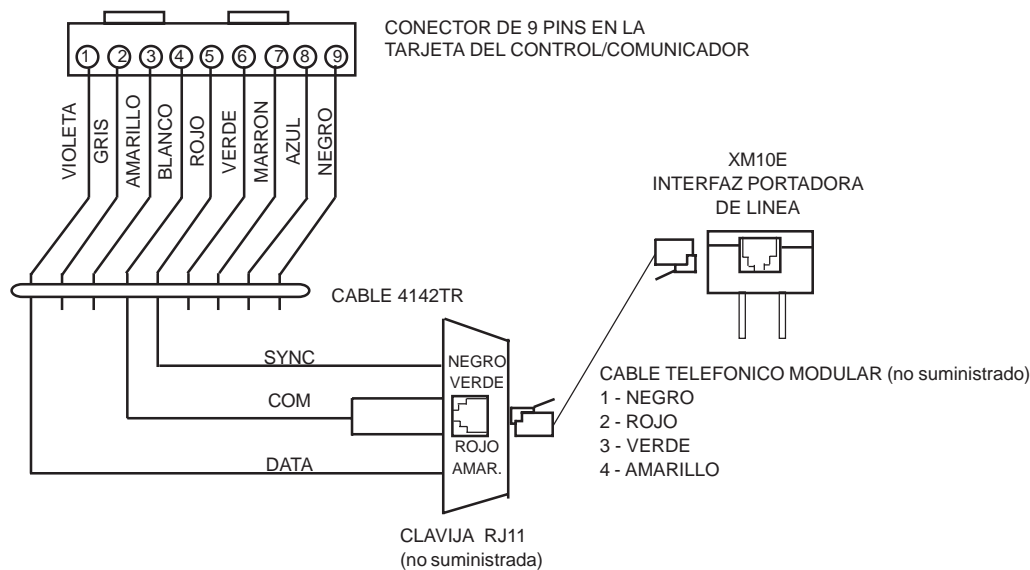 CONECTOR DE 9 PINS EN LA
TARJETA DEL CONTROL/COMUNICADOR
1 2 3 4 5 6 7 8 9
VIOLETA
GRIS
AMARILLO
BLANCO
ROJO
VERDE
MARRON
AZUL
NEGRO
XM10E
INTERFAZ PORTADORA
DE LINEA
CABLE 4142TR
SYNC
COM
DATA
NEGRO
VERDE
ROJO
AMAR.
CABLE TELEFONICO MODULAR (no suministrado)
1 - NEGRO
2 - ROJO
3 - VERDE
4 - AMARILLO
CLAVIJA RJ11
(no suministrada)